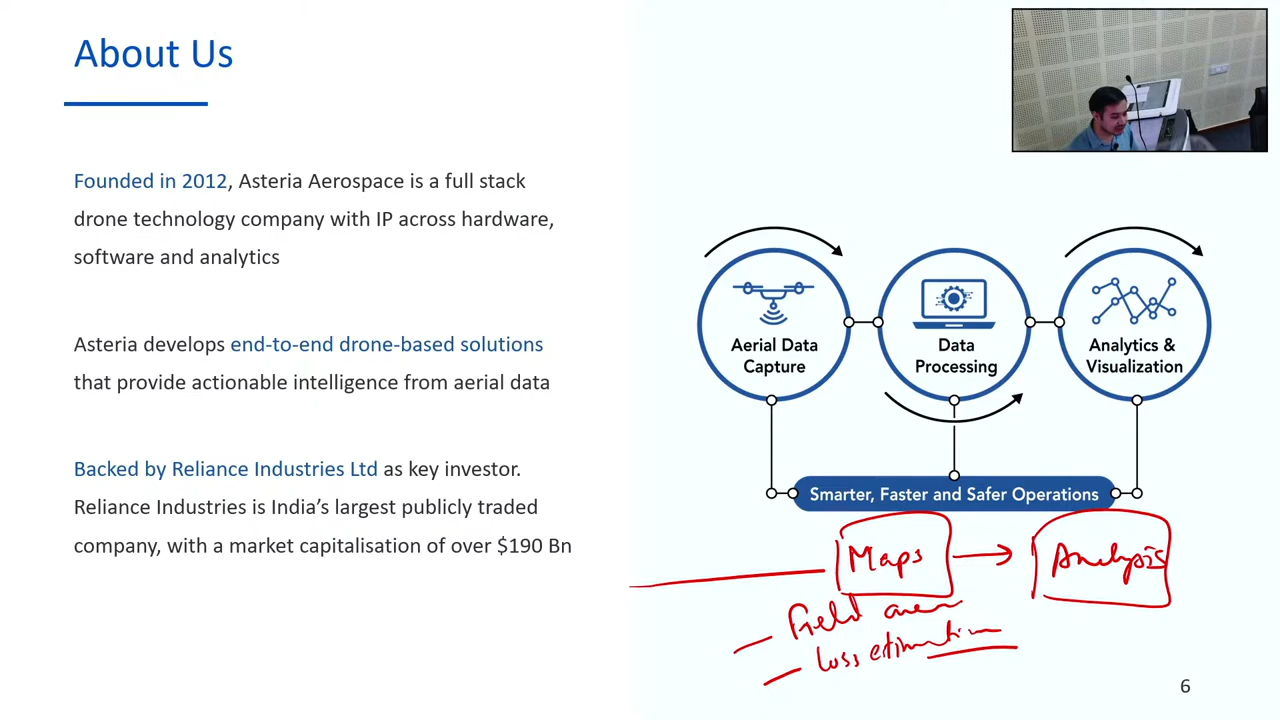 About Us
Founded in 2012, Asteria Aerospace is a full stack
drone technology company with IP across hardware,
software and analytics
Asteria develops end-to-end drone-based solutions
that provide actionable intelligence from aerial data
Backed by Reliance Industries Ltd as key investor.
Reliance Industries is India’s largest publicly traded
company, with a market capitalisation of over $190 Bn
Aerial Data
Capture
Data
Processing
Analytics &
Visualization
Smarter, Faster and Safer Operations
Maps
Analysis
Field area
loss estimation
6